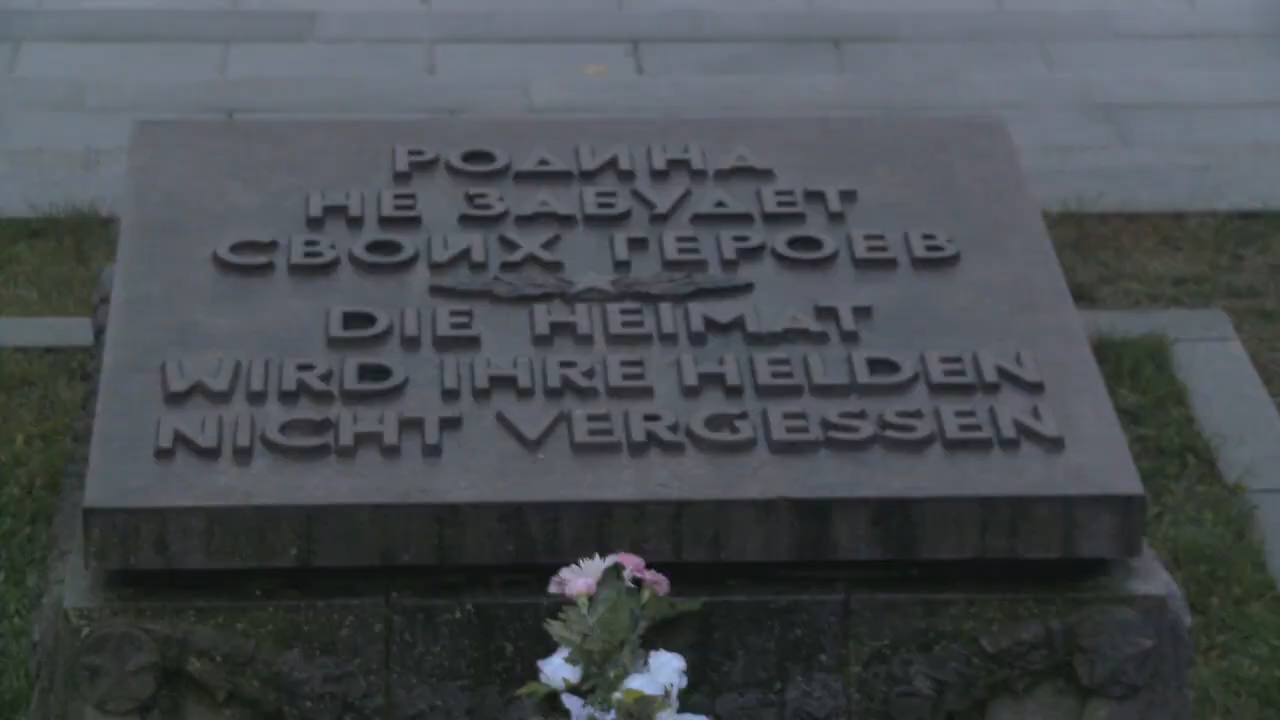 РОДИНА
НЕ ЗАБУДЕТ
СВОИХ ГЕРОЕВ
DIE HEIMAT
WIRD IHRE HELDEN
NICHT VERGESSEN